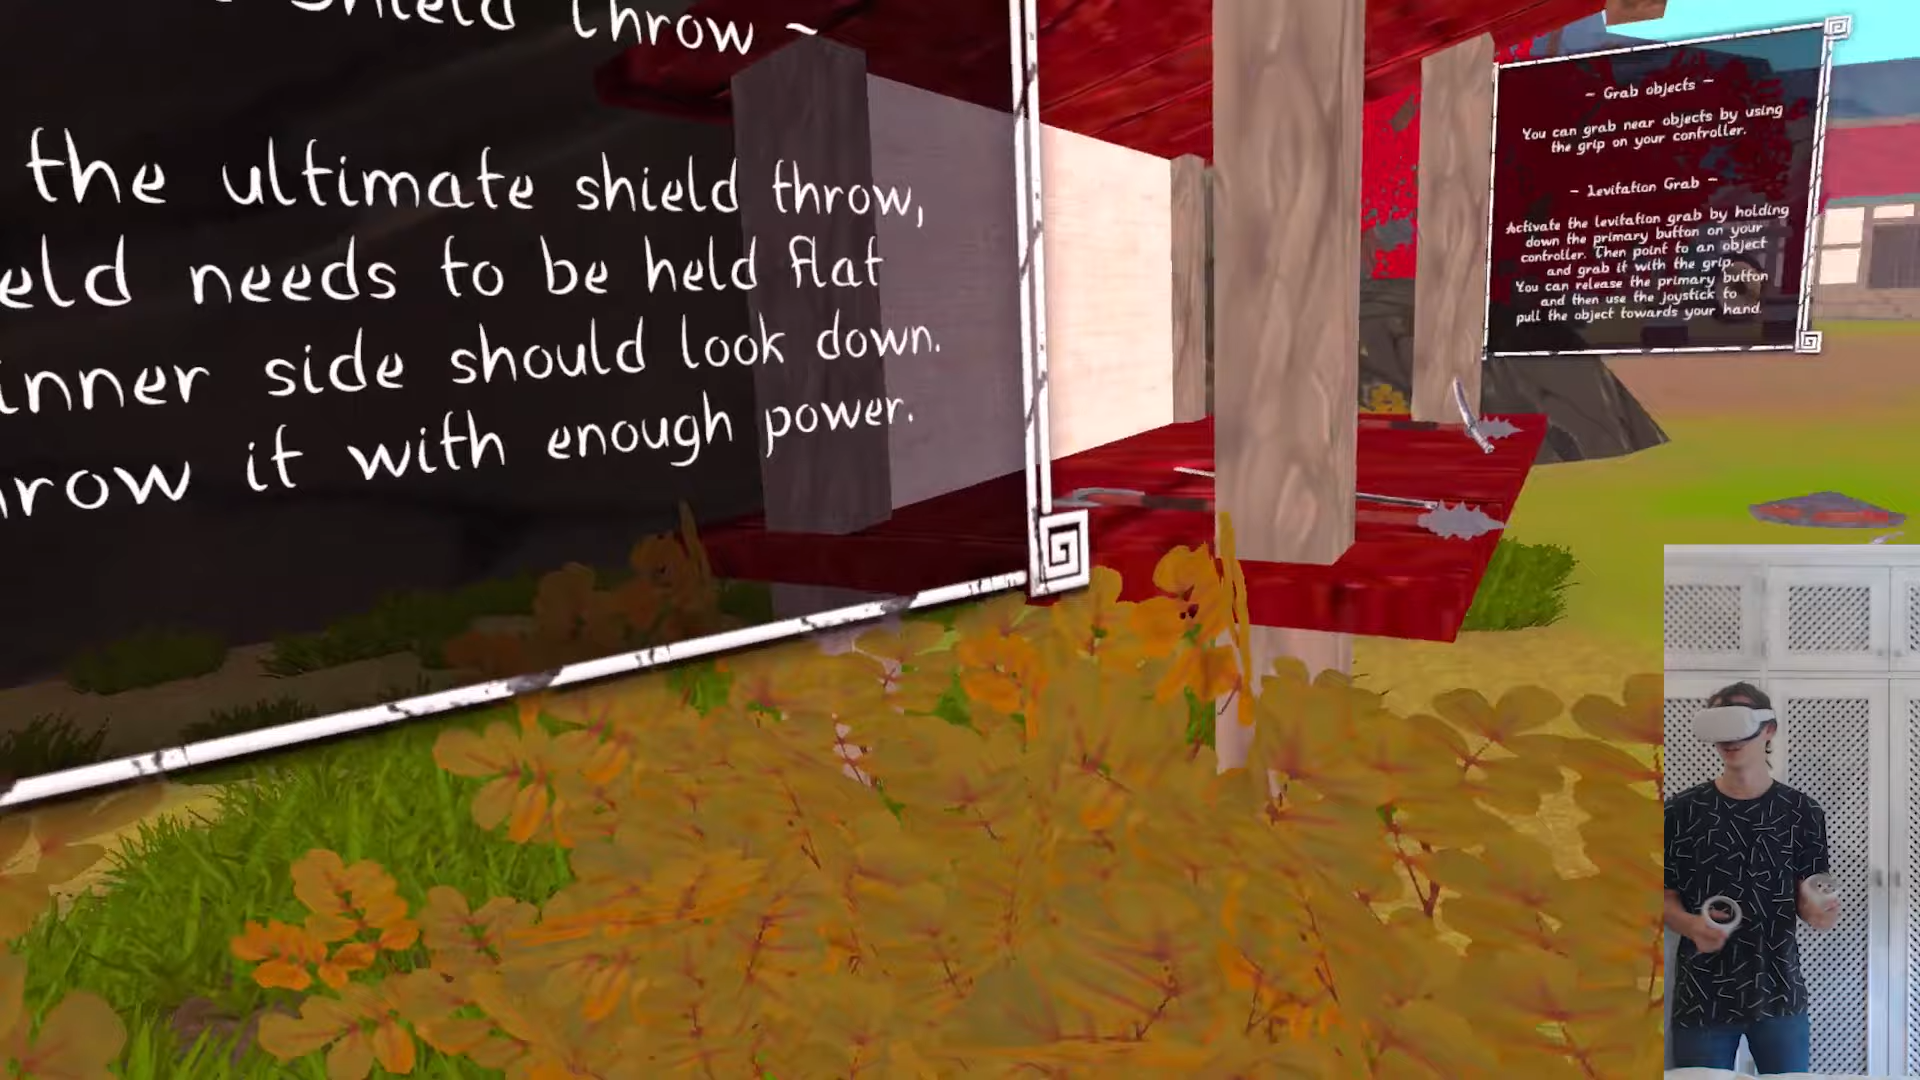 Shield Throw ~
the ultimate shield throw,
eld needs to be held flat
inner side should look down.
hrow it with enough power.
~ Grab objects ~
You can grab near objects by using
the grip on your controller.
~ Levitation Grab ~
Activate the levitation grab by holding
down the primary button on your
controller. Then point to an object
and grab it with the grip.
You can release the primary button
and then use the joystick to
pull the object towards your hand.